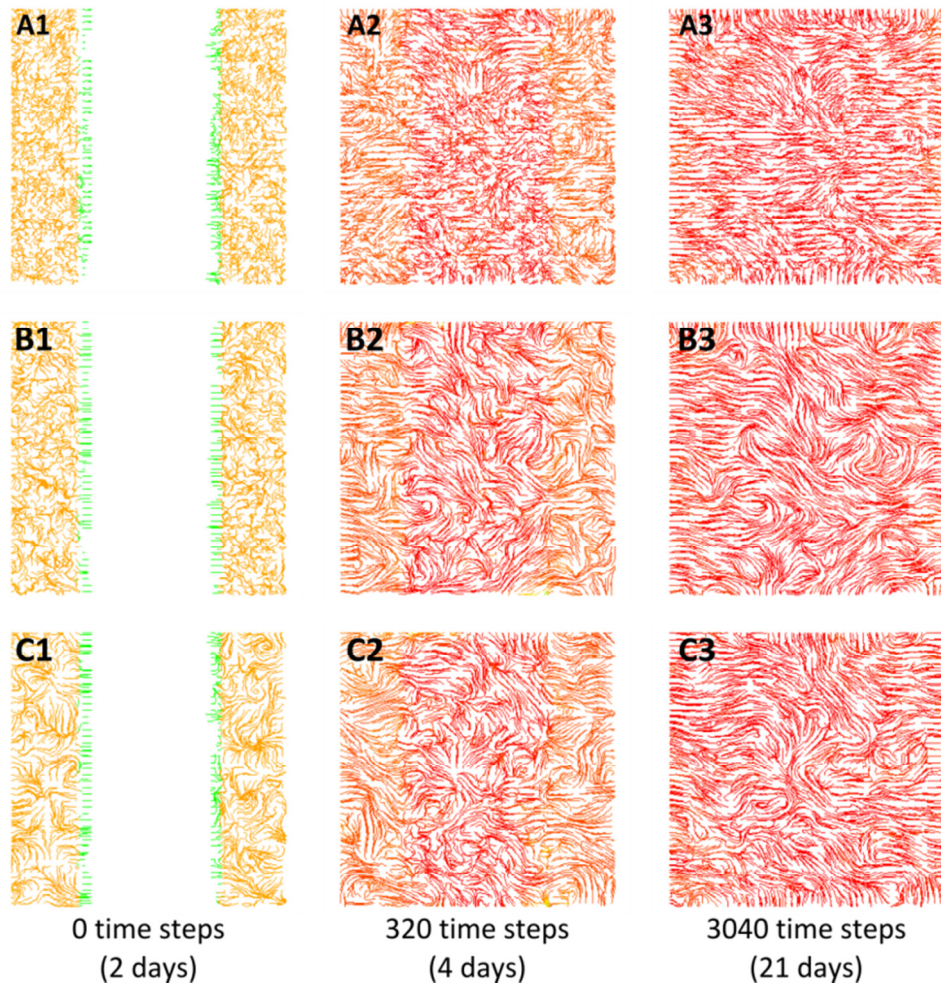 A1 A2 A3
B1 B2 B3
C1 C2 C3
0 time steps 320 time steps 3040 time steps
(2 days) (4 days) (21 days)